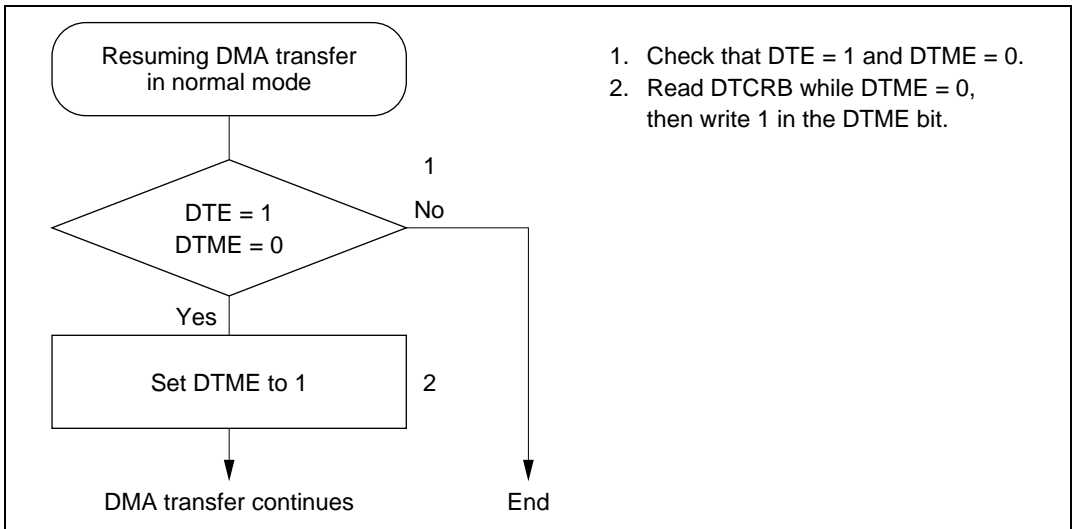 Resuming DMA transfer
in normal mode
1. Check that DTE = 1 and DTME = 0.
2. Read DTCRB while DTME = 0,
then write 1 in the DTME bit.
1
DTE = 1
DTME = 0
No
Yes
Set DTME to 1
2
DMA transfer continues
End